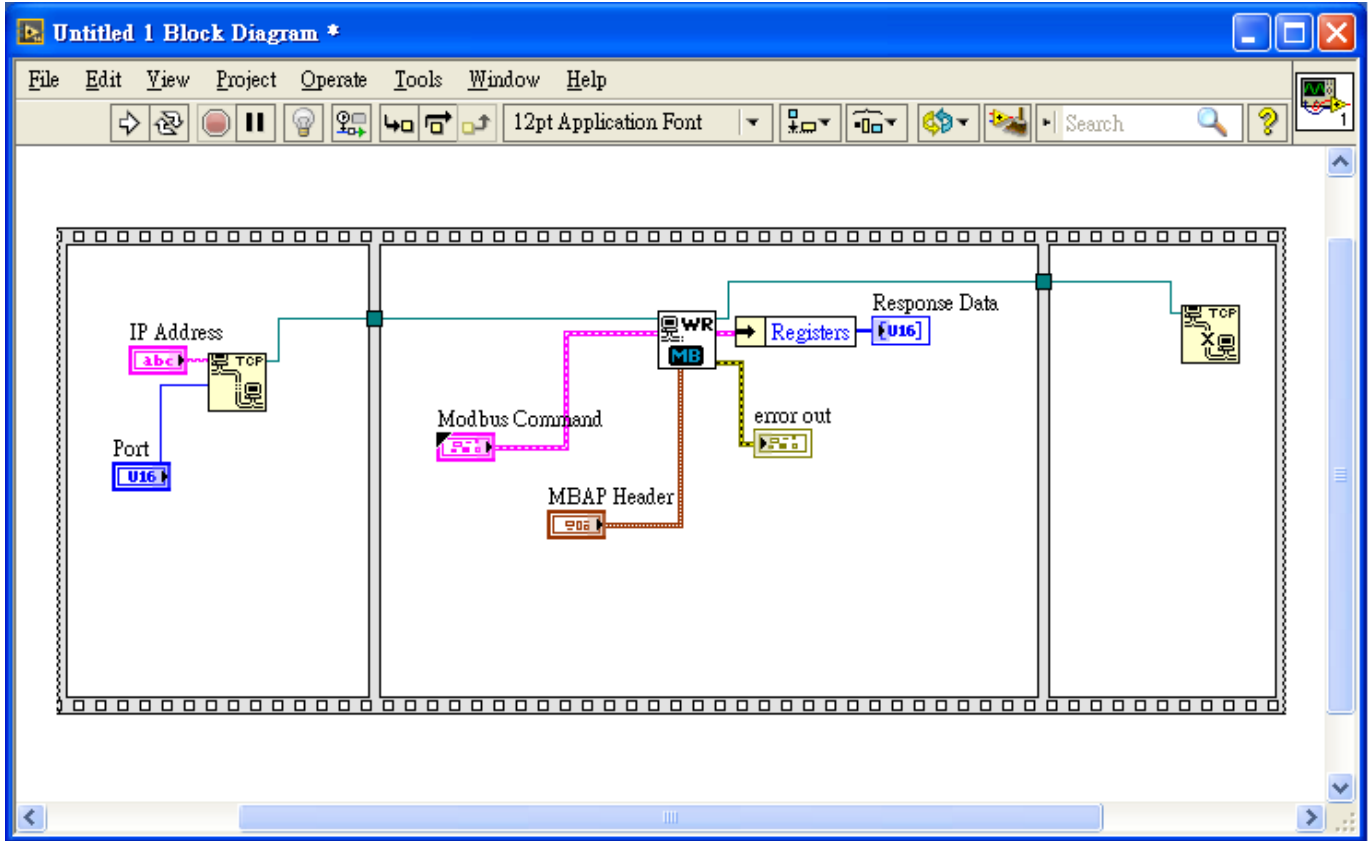 Untitled 1 Block Diagram *
File Edit View Project Operate Tools Window Help
12pt Application Font
Search
?
1
IP Address
abc
TCP
Port
U16
Modbus Command
MBAP Header
WR
MB
Registers
Response Data
[U16]
error out
TCP
X